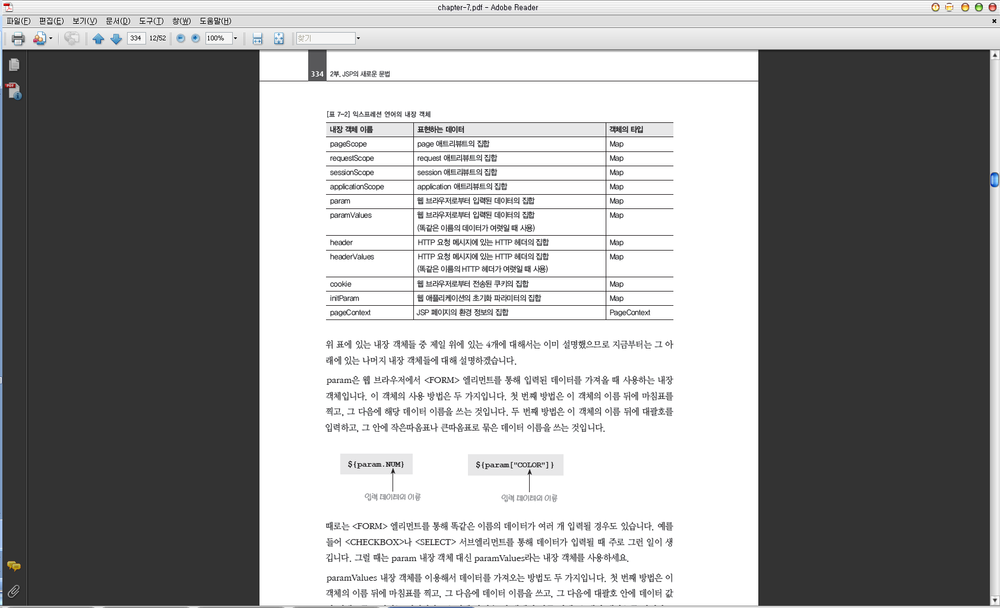 chapter-7.pdf - Adobe Reader
파일(F) 편집(E) 보기(V) 문서(D) 도구(T) 창(W) 도움말(H)
334 12/52 100% 찾기
334 2부. JSP의 새로운 문법
[표 7-2] 익스프레션 언어의 내장 객체
내장 객체 이름 표현하는 데이터 객체의 타입
pageScope page 애트리뷰트의 집합 Map
requestScope request 애트리뷰트의 집합 Map
sessionScope session 애트리뷰트의 집합 Map
applicationScope application 애트리뷰트의 집합 Map
param 웹 브라우저로부터 입력된 데이터의 집합 Map
paramValues 웹 브라우저로부터 입력된 데이터의 집합 Map
(똑같은 이름의 데이터가 여럿일 때 사용)
header HTTP 요청 메시지에 있는 HTTP 헤더의 집합 Map
headerValues HTTP 요청 메시지에 있는 HTTP 헤더의 집합 Map
(똑같은 이름의 HTTP 헤더가 여럿일 때 사용)
cookie 웹 브라우저로부터 전송된 쿠키의 집합 Map
initParam 웹 애플리케이션의 초기화 파라미터의 집합 Map
pageContext JSP 페이지의 환경 정보의 집합 PageContext
위 표에 있는 내장 객체들 중 제일 위에 있는 4개에 대해서는 이미 설명했으므로 지금부터는 그 아
래에 있는 나머지 내장 객체들에 대해 설명하겠습니다.
param은 웹 브라우저에서 <FORM> 엘리먼트를 통해 입력된 데이터를 가져올 때 사용하는 내장
객체입니다. 이 객체의 사용 방법은 두 가지입니다. 첫 번째 방법은 이 객체의 이름 뒤에 마침표를
찍고, 그 다음에 해당 데이터 이름을 쓰는 것입니다. 두 번째 방법은 이 객체의 이름 뒤에 대괄호를
입력하고, 그 안에 작은따옴표나 큰따옴표로 묶은 데이터 이름을 쓰는 것입니다.
${param.NUM} ${param["COLOR"]}
입력 데이터의 이름 입력 데이터의 이름
때로는 <FORM> 엘리먼트를 통해 똑같은 이름의 데이터가 여러 개 입력될 경우도 있습니다. 예를
들어 <CHECKBOX>나 <SELECT> 서브엘리먼트를 통해 데이터가 입력될 때 주로 그런 일이 생
깁니다. 그럴 때는 param 내장 객체 대신 paramValues라는 내장 객체를 사용하세요.
paramValues 내장 객체를 이용해서 데이터를 가져오는 방법도 두 가지입니다. 첫 번째 방법은 이
객체의 이름 뒤에 마침표를 찍고, 그 다음에 데이터 이름을 쓰고, 그 다음에 대괄호 안에 데이터 값